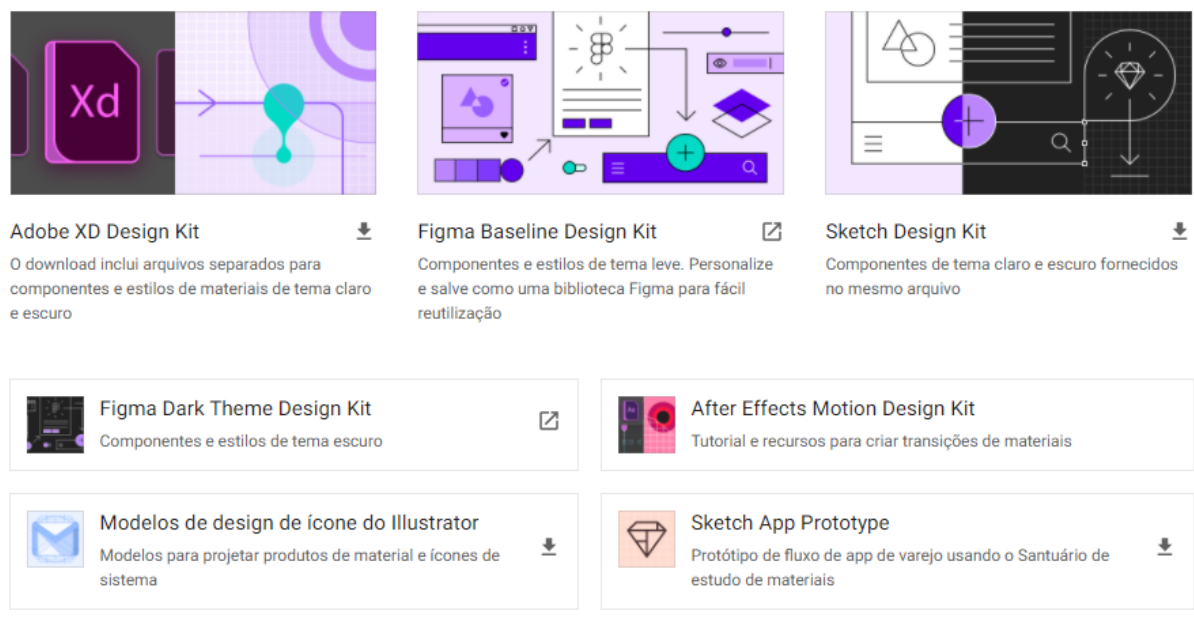 Xd
Adobe XD Design Kit
O download inclui arquivos separados para
componentes e estilos de materiais de tema claro
e escuro
Figma Baseline Design Kit
Componentes e estilos de tema leve. Personalize
e salve como uma biblioteca Figma para fácil
reutilização
Sketch Design Kit
Componentes de tema claro e escuro fornecidos
no mesmo arquivo
Figma Dark Theme Design Kit
Componentes e estilos de tema escuro
After Effects Motion Design Kit
Tutorial e recursos para criar transições de materiais
Modelos de design de ícone do Illustrator
Modelos para projetar produtos de material e ícones de
sistema
Sketch App Prototype
Protótipo de fluxo de app de varejo usando o Santuário de
estudo de materiais